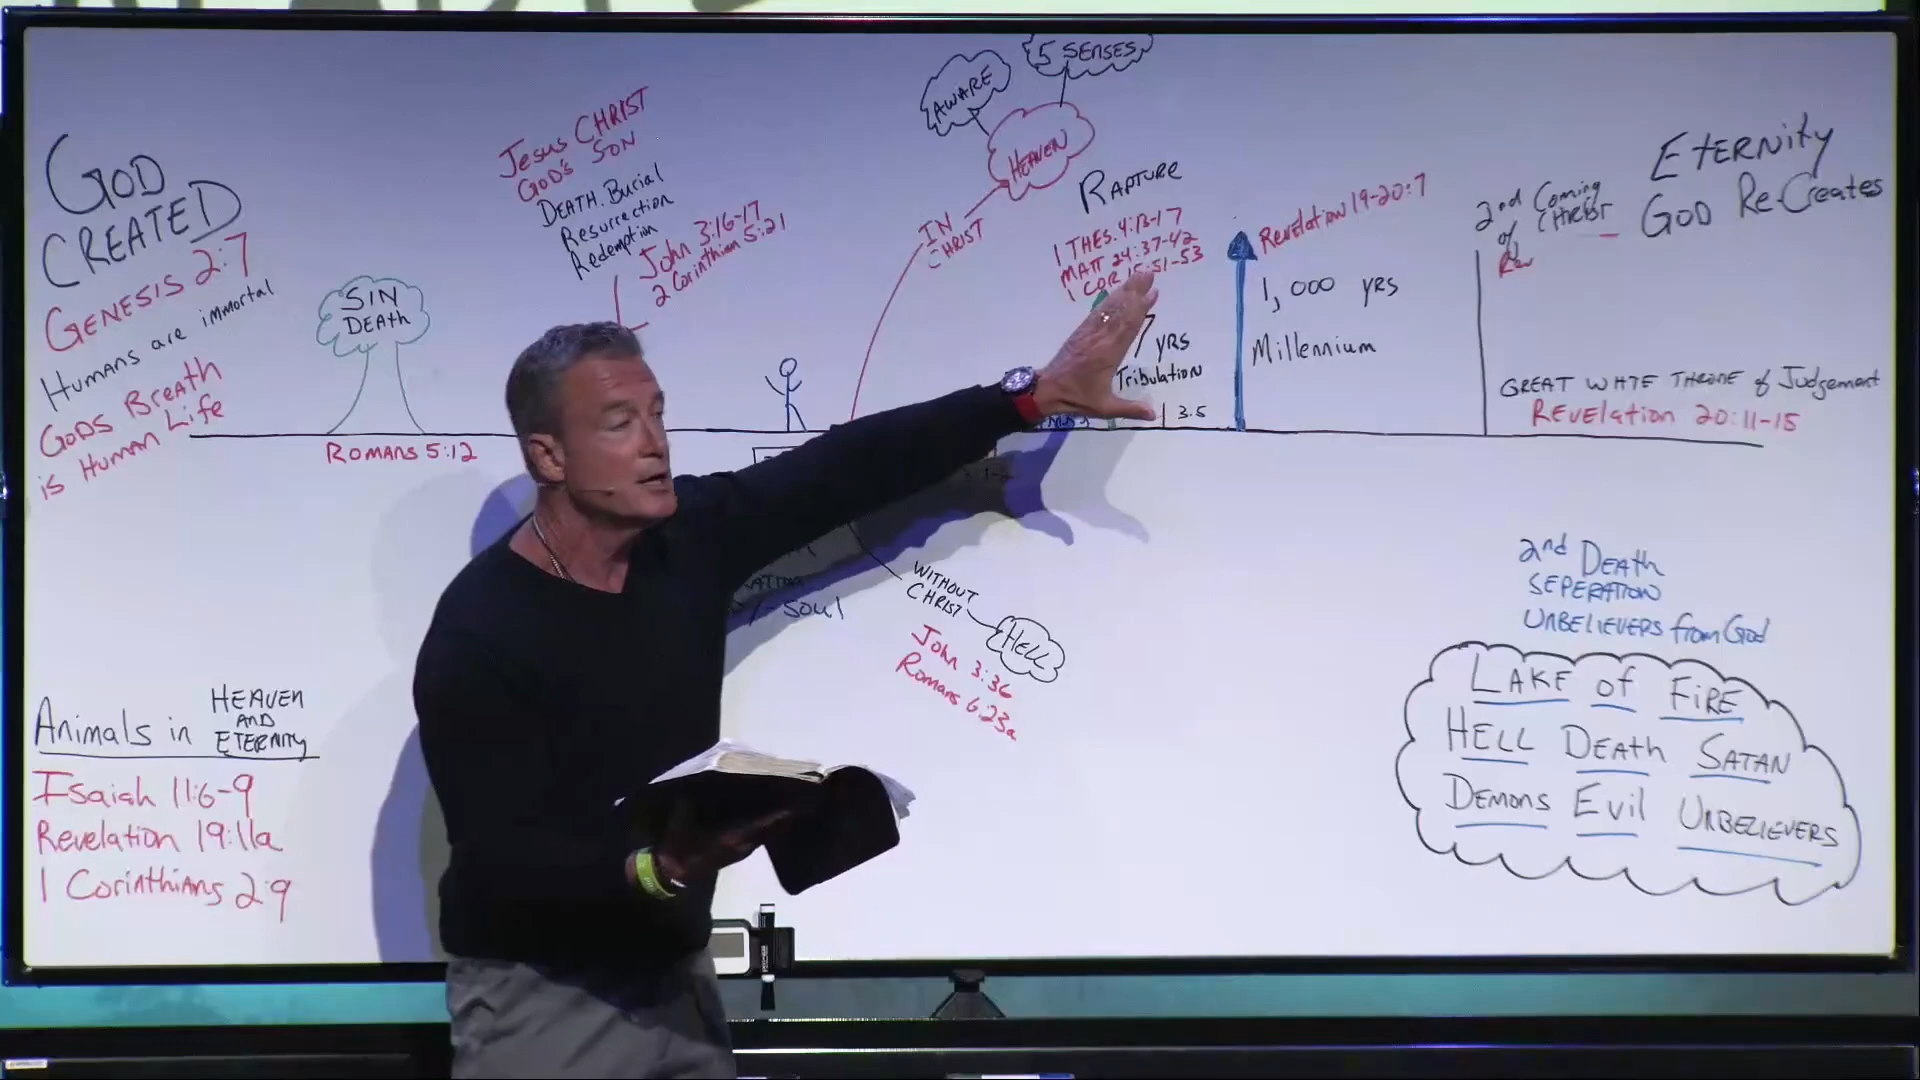 GOD
CREATED
GENESIS 2:7
Humans are immortal
GODS BreATH
is Human Life
SIN
DEAth
ROMANS 5:12
Jesus CHRIST
GOD'S SON
DEATH. Burial
Resurrection
Redemption
John 3:16-17
2 Corinthians 5:21
AWARE
5 SENSES
HEAVEN
IN
CHRIST
RAPTURE
1 THES. 4:13-17
MATT 24:37-42
1 COR 15:51-53
7 YRS
Tribulation
3.5
Revelation 19-20:7
1,000 YRS
Millennium
2nd Coming
of CHRIST
Rev
ETERNITY
GOD Re-Creates
GREAT WHITE THRONE of Judgement
REVELATION 20:11-15
soul
WITHOUT
CHRIST
HELL
John 3:36
Romans 6:23a
2nd DEATH
SEPERATION
UNBELIEVERS from God
LAKE of FIRE
HELL DEATH SATAN
DEMONS EVIL UNBELIEVERS
Animals in HEAVEN
AND
ETERNITY
Isaiah 11:6-9
Revelation 19:11a
1 Corinthians 2:9